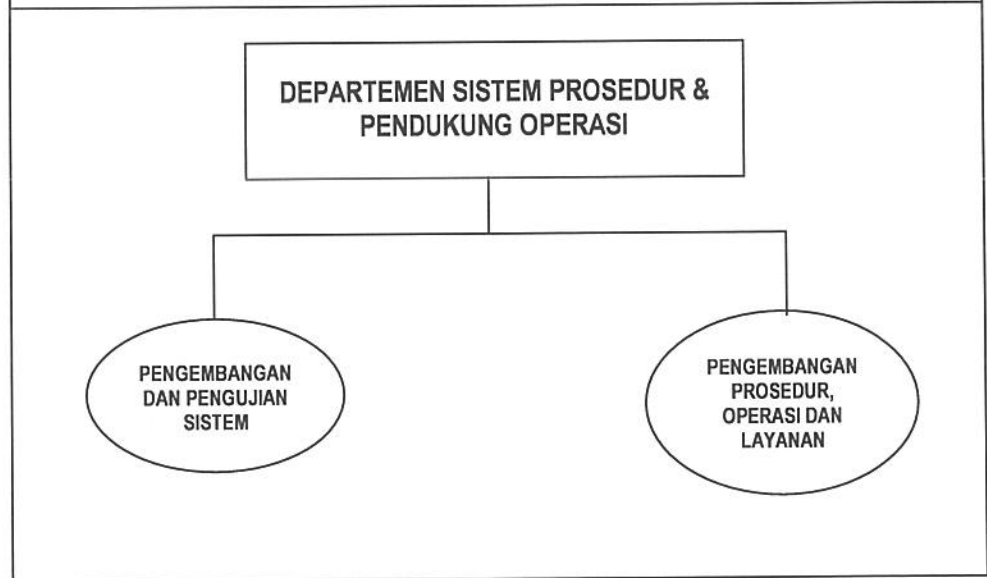 DEPARTEMEN SISTEM PROSEDUR &
PENDUKUNG OPERASI
PENGEMBANGAN
DAN PENGUJIAN
SISTEM
PENGEMBANGAN
PROSEDUR,
OPERASI DAN
LAYANAN